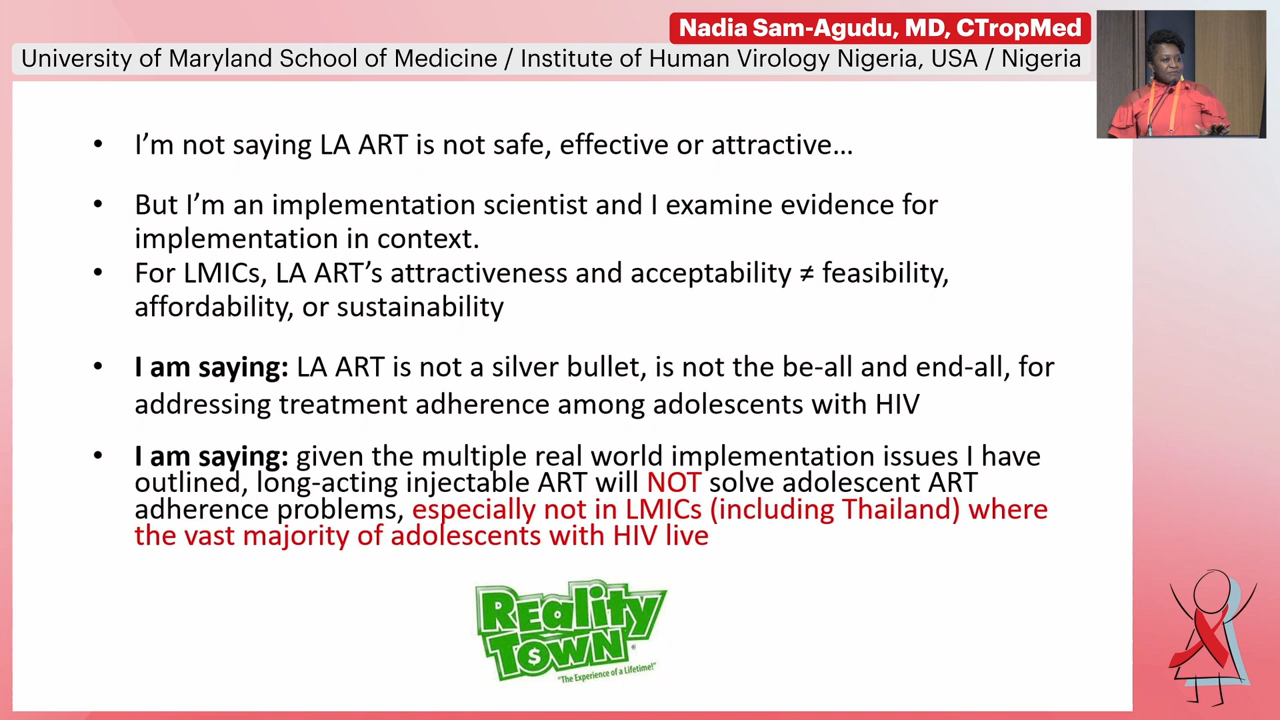 Nadia Sam-Agudu, MD, CTropMed
University of Maryland School of Medicine / Institute of Human Virology Nigeria, USA / Nigeria
• I'm not saying LA ART is not safe, effective or attractive...
• But I'm an implementation scientist and I examine evidence for
implementation in context.
• For LMICs, LA ART's attractiveness and acceptability ≠ feasibility,
affordability, or sustainability
• I am saying: LA ART is not a silver bullet, is not the be-all and end-all, for
addressing treatment adherence among adolescents with HIV
• I am saying: given the multiple real world implementation issues I have
outlined, long-acting injectable ART will NOT solve adolescent ART
adherence problems, especially not in LMICs (including Thailand) where
the vast majority of adolescents with HIV live
Reality
TOWN
"The Experience of a Lifetime!"